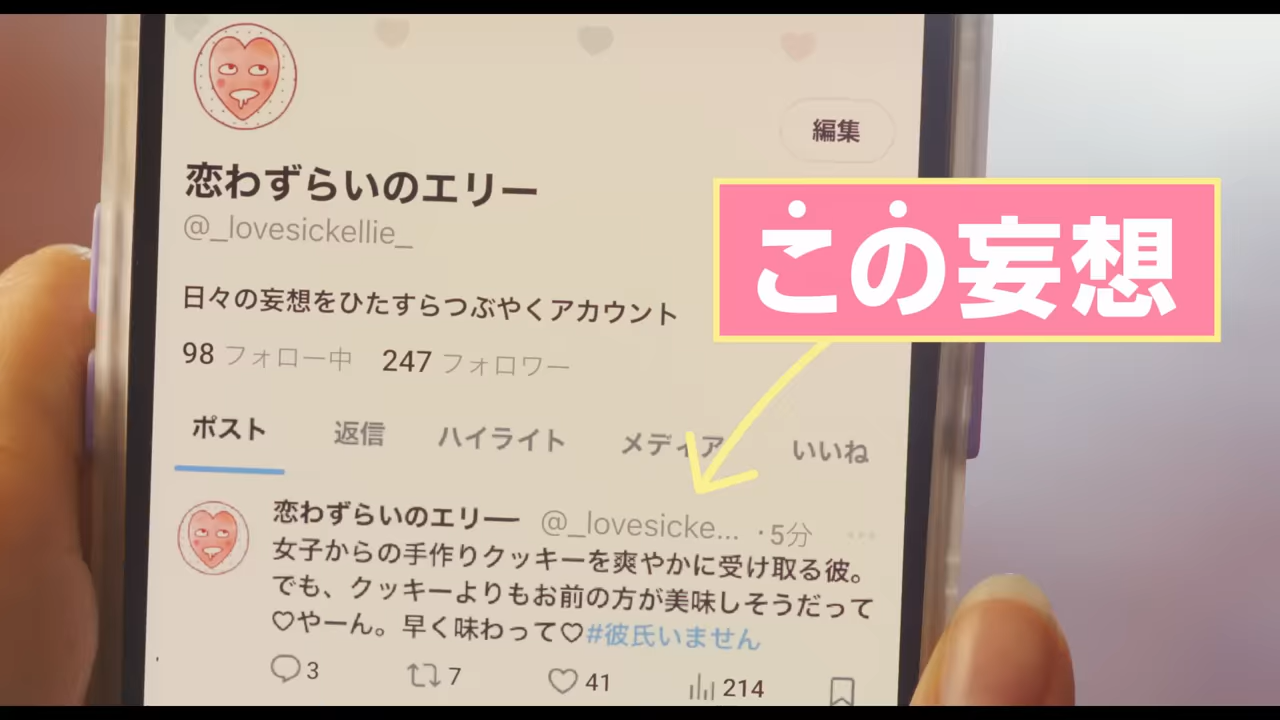 編集
恋わずらいのエリー
@_lovesickellie_
この妄想
日々の妄想をひたすらつぶやくアカウント
98 フォロー中 247 フォロワー
ポスト 返信 ハイライト メディア いいね
恋わずらいのエリー @_lovesicke... ·5分
女子からの手作りクッキーを爽やかに受け取る彼。
でも、クッキーよりもお前の方が美味しそうだって
♡やーん。早く味わって♡#彼氏いません
3 7 41 214